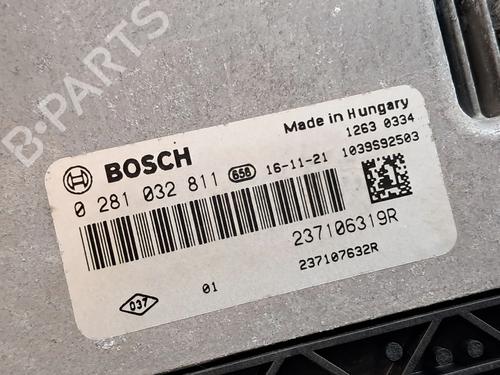 B-PARTS
BOSCH
Made in Hungary
1263 0334
0 281 032 811 656 16-11-21 1039S92503
237106319R
237107632R
037 01